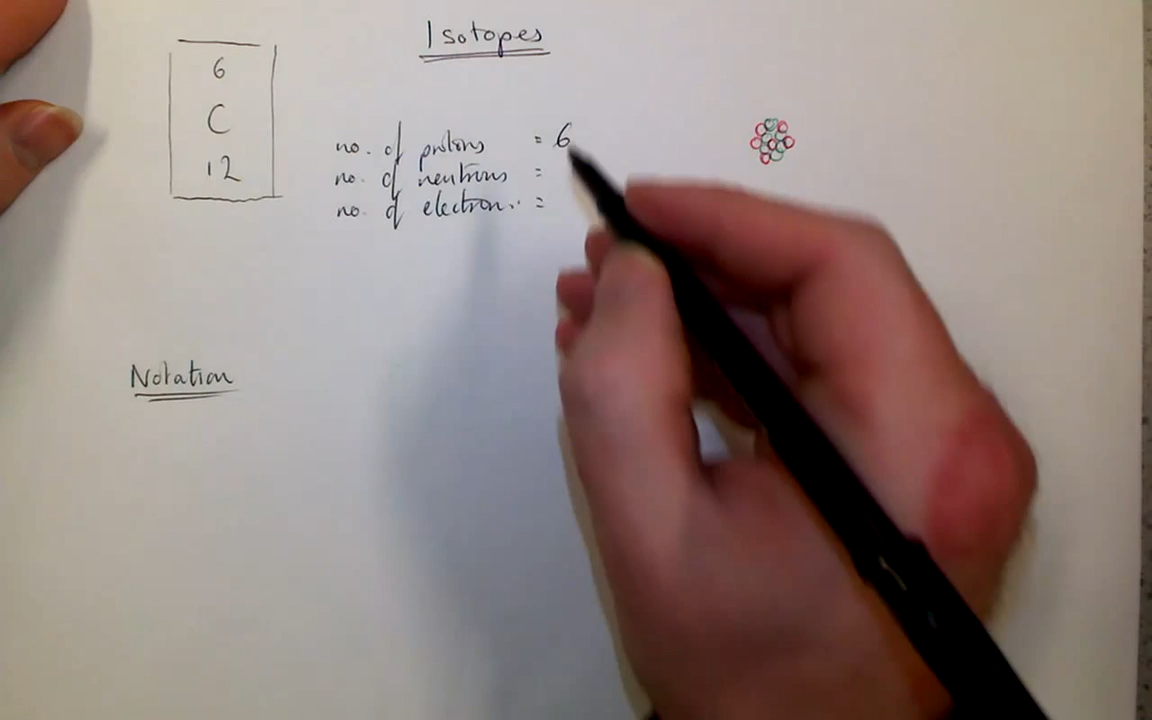 Isotopes
6
C
12
no. of protons = 6
no. of neutrons =
no. of electrons =
Notation